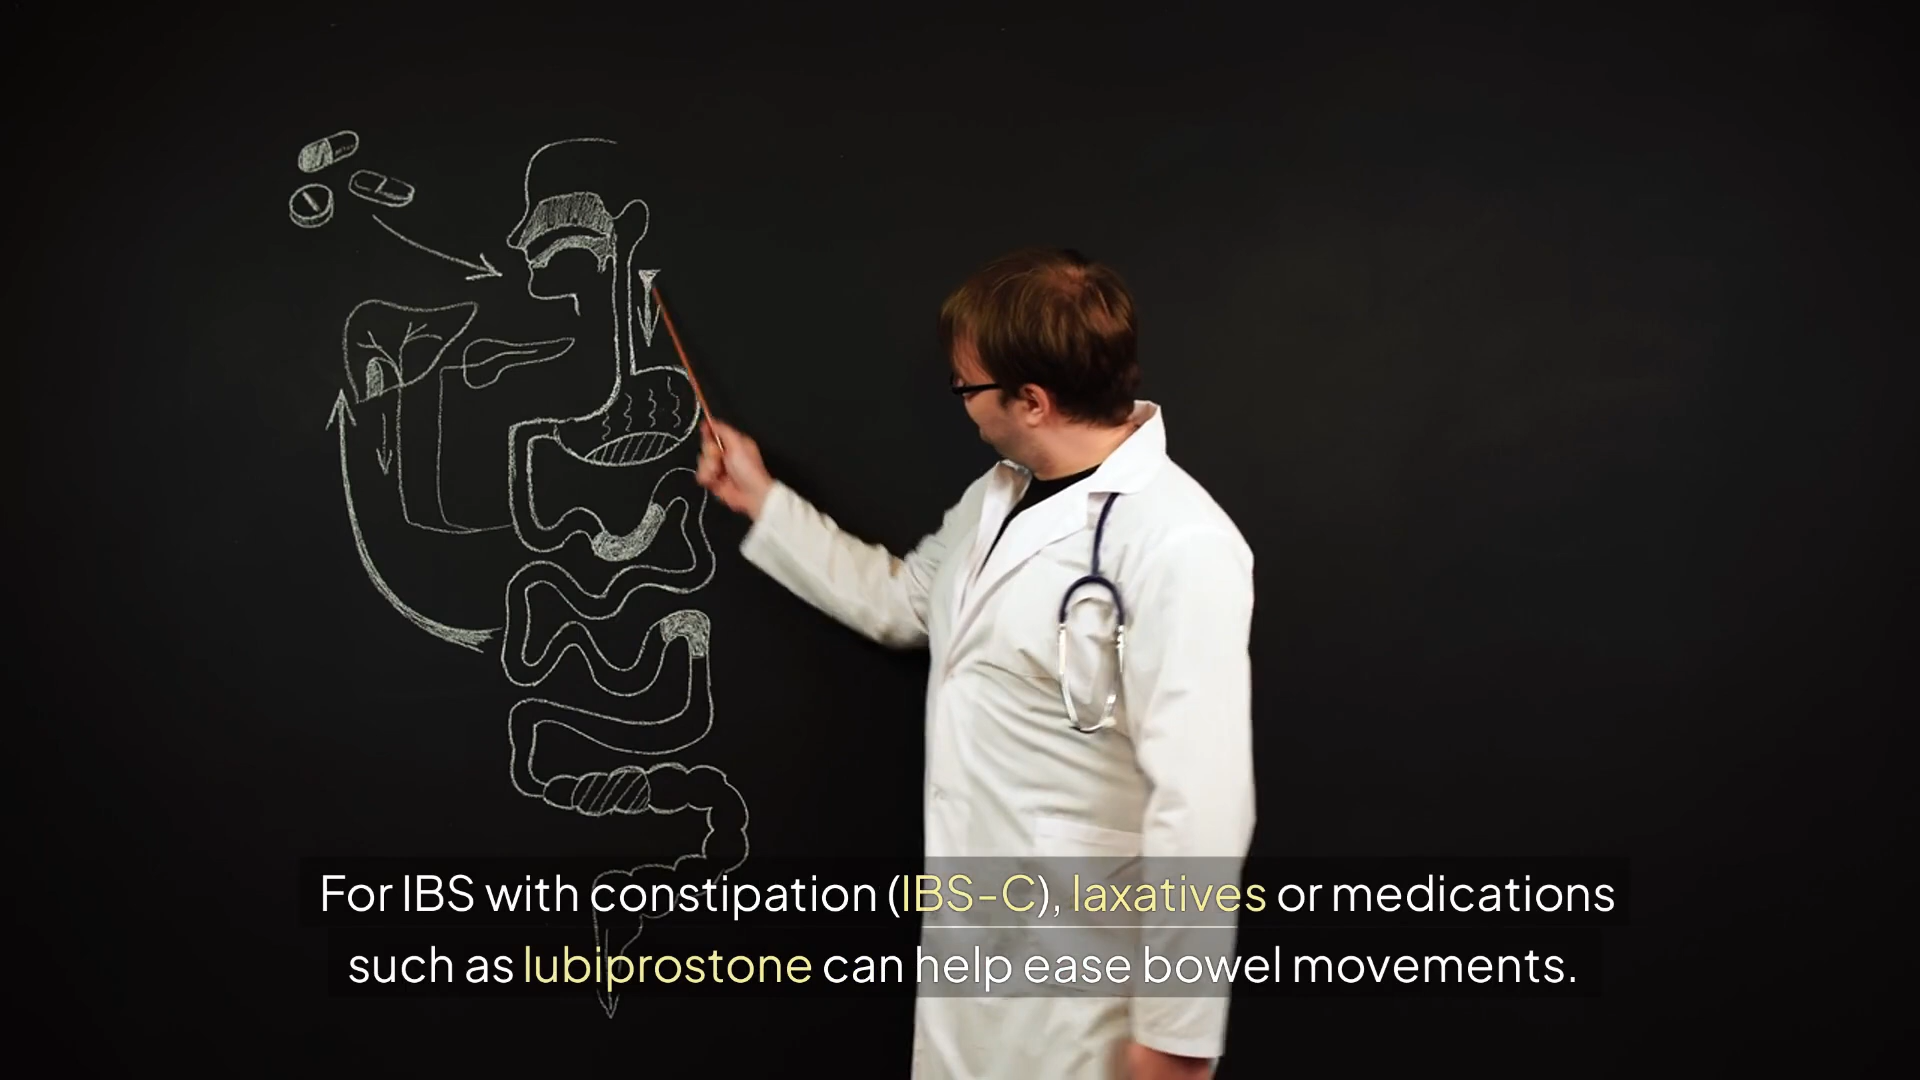 For IBS with constipation (IBS-C), laxatives or medications
such as lubiprostone can help ease bowel movements.